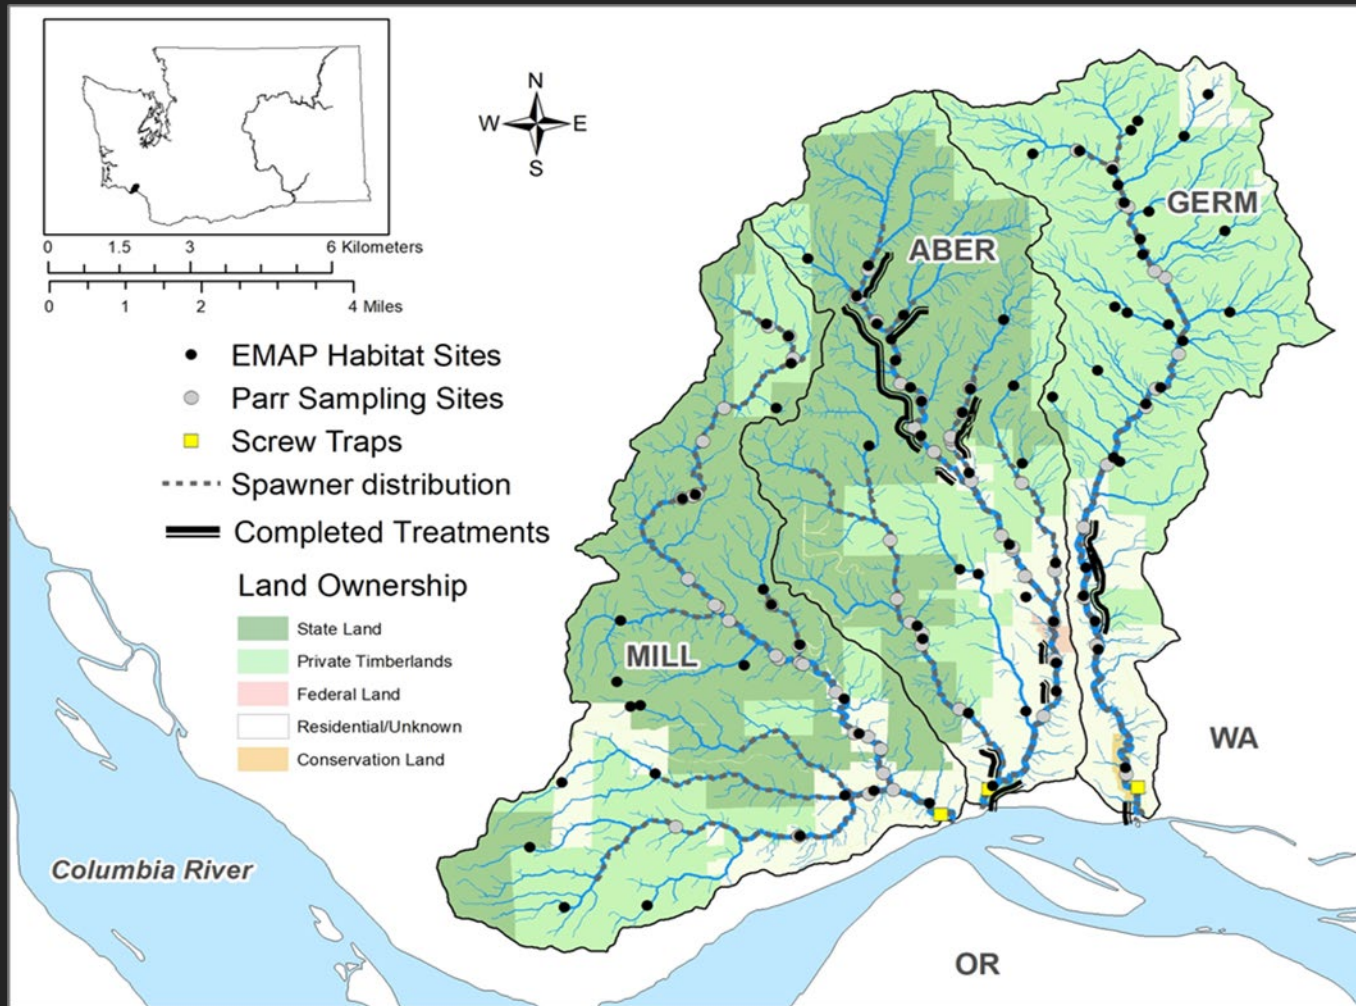 N
W E
S
0 1.5 3 6 Kilometers
0 1 2 4 Miles
EMAP Habitat Sites
Parr Sampling Sites
Screw Traps
Spawner distribution
Completed Treatments
Land Ownership
State Land
Private Timberlands
Federal Land
Residential/Unknown
Conservation Land
GERM
ABER
MILL
WA
Columbia River
OR